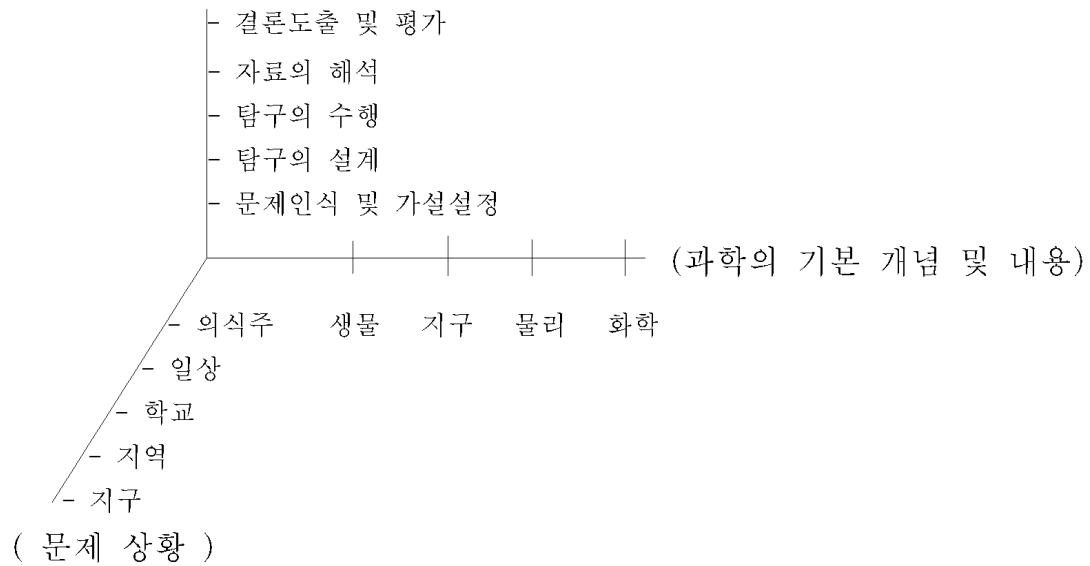 - 결론도출 및 평가
- 자료의 해석
- 탐구의 수행
- 탐구의 설계
- 문제인식 및 가설설정
(과학의 기본 개념 및 내용)
- 의식주 생물 지구 물리 화학
- 일상
- 학교
- 지역
- 지구
( 문제 상황 )